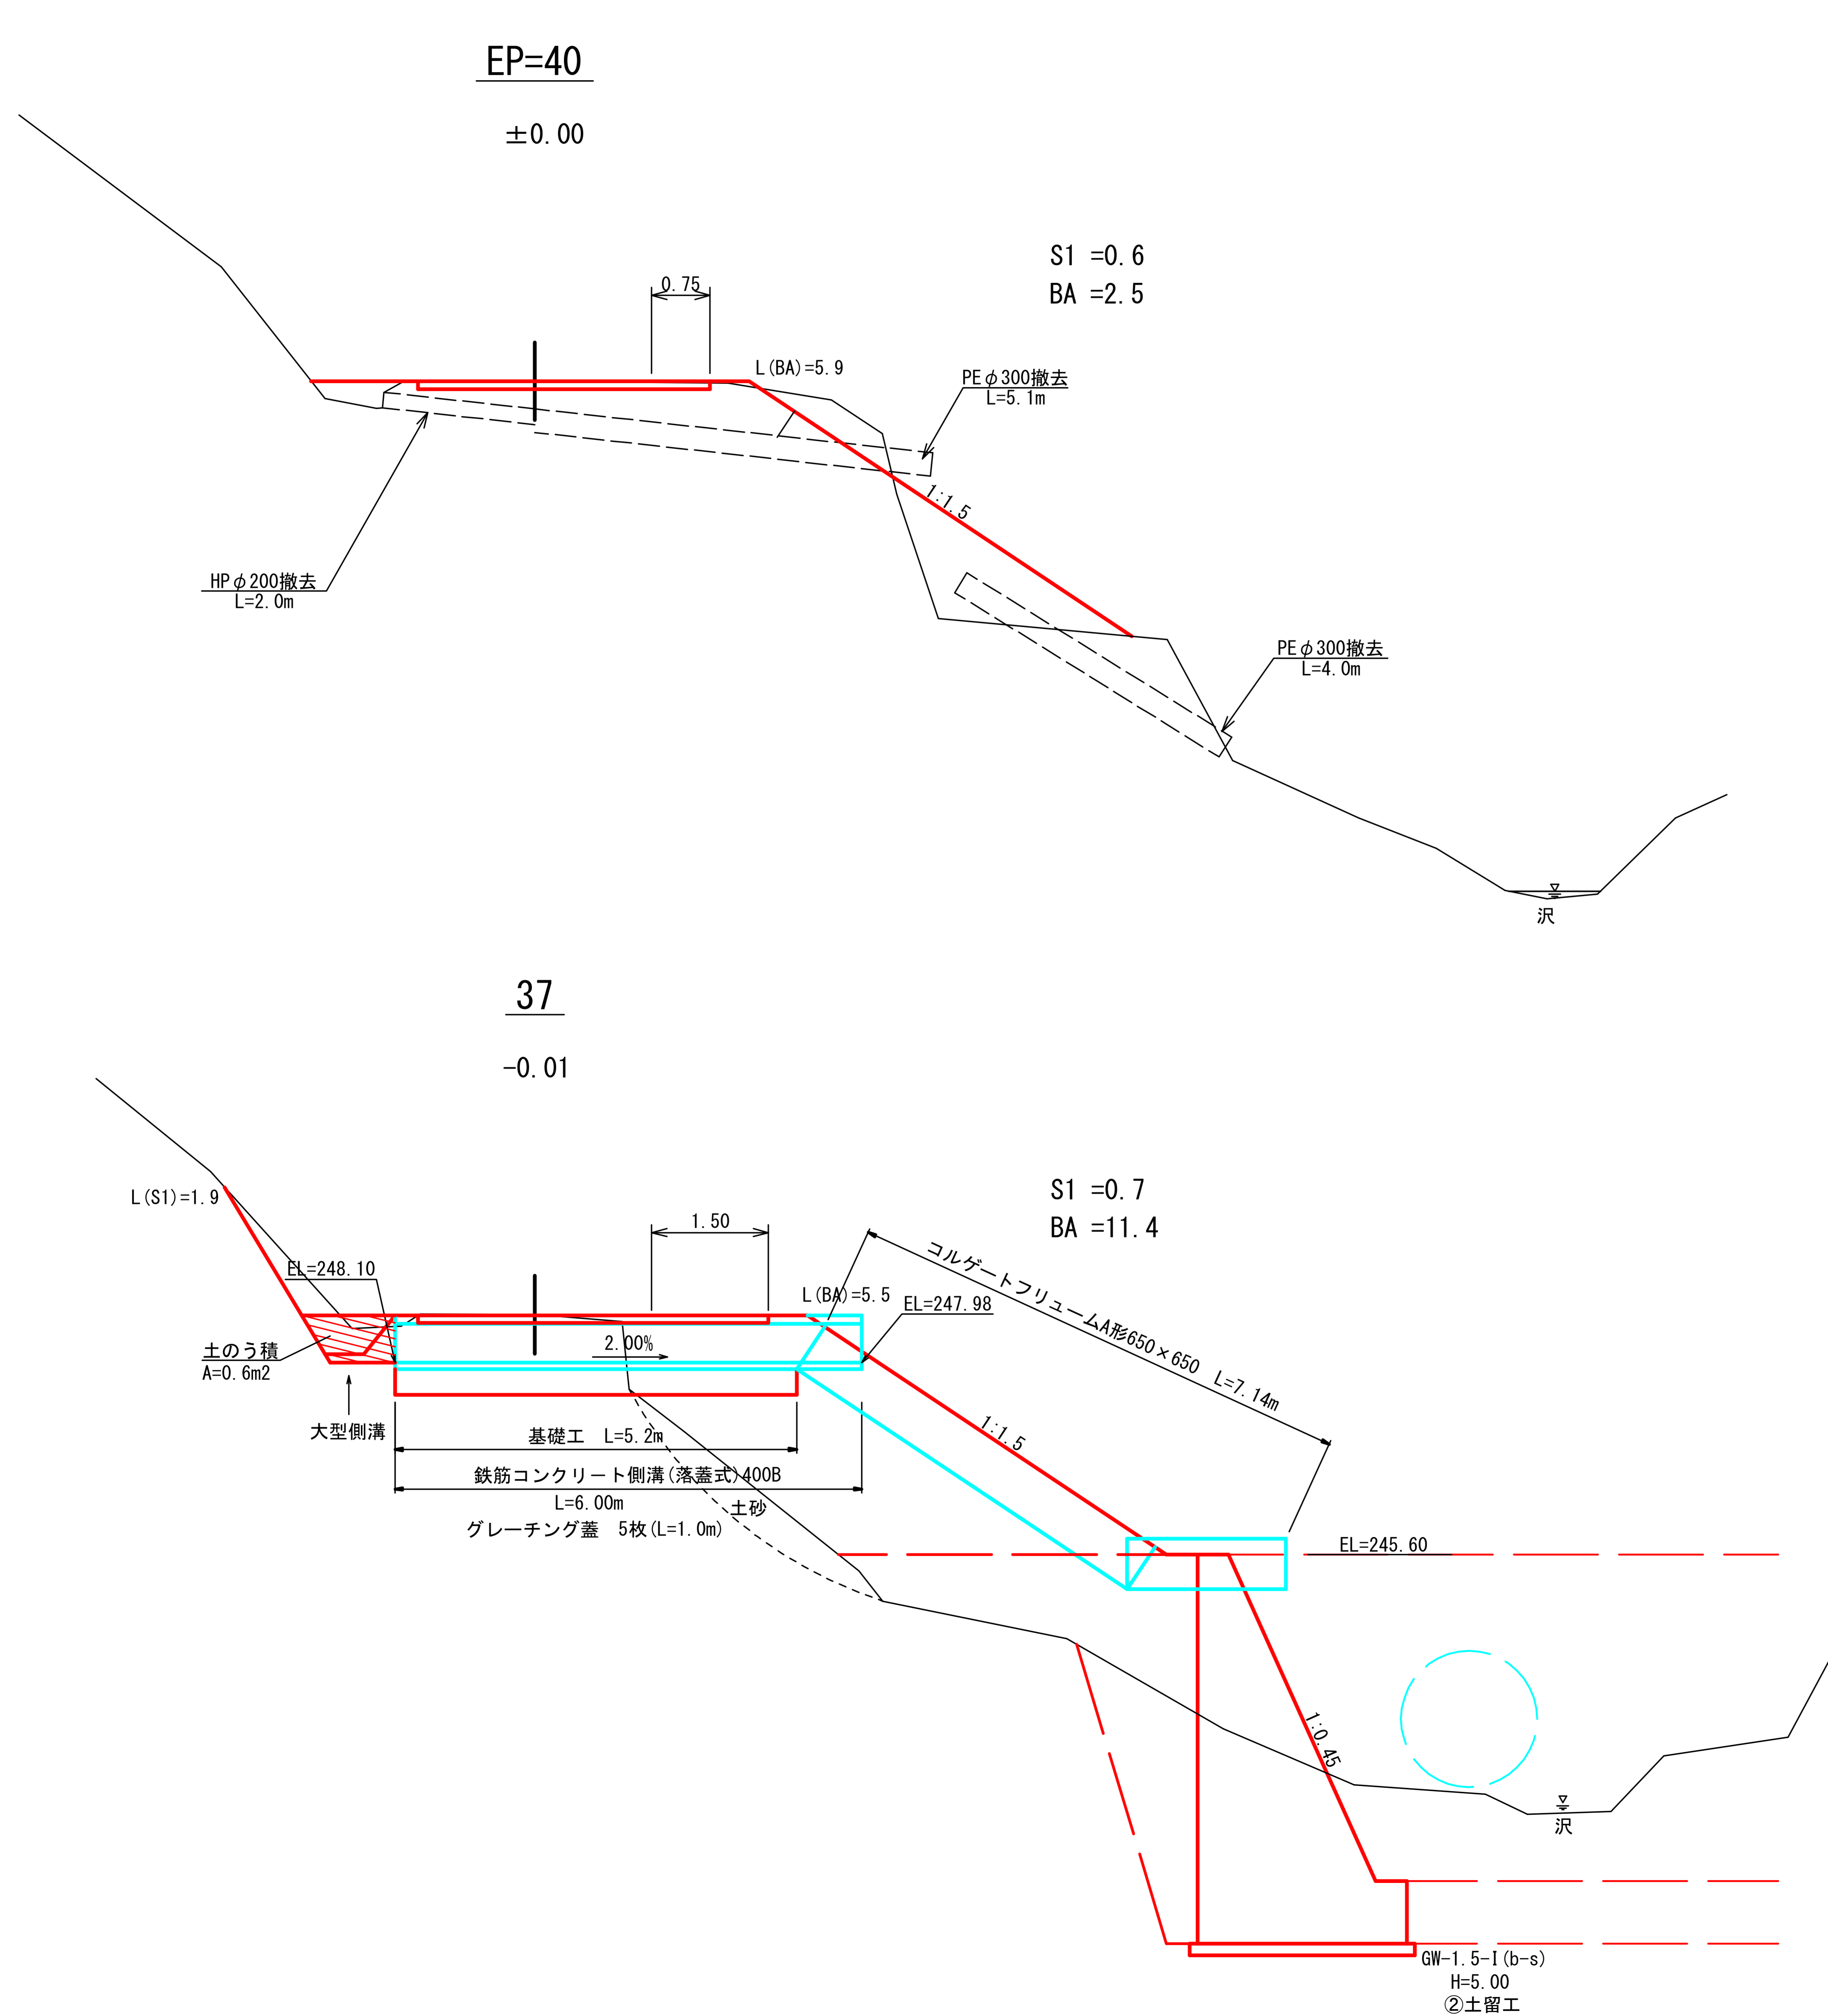 EP=40
±0.00
S1 =0.6
BA =2.5
0.75
L(BA)=5.9
PEφ300撤去
L=5.1m
1:1.5
HPφ200撤去
L=2.0m
PEφ300撤去
L=4.0m
沢
37
-0.01
S1 =0.7
BA =11.4
L(S1)=1.9
1.50
コルゲートフリュームA形650×650 L=7.14m
EL=248.10
L(BA)=5.5
EL=247.98
土のう積
A=0.6m2
2.00%
大型側溝
基礎工 L=5.2m
1:1.5
鉄筋コンクリート側溝(落蓋式)400B
L=6.00m
土砂
グレーチング蓋 5枚(L=1.0m)
EL=245.60
1:0.45
沢
GW-1.5-I(b-s)
H=5.00
②土留工